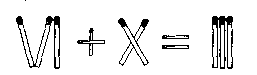 VI + X = III